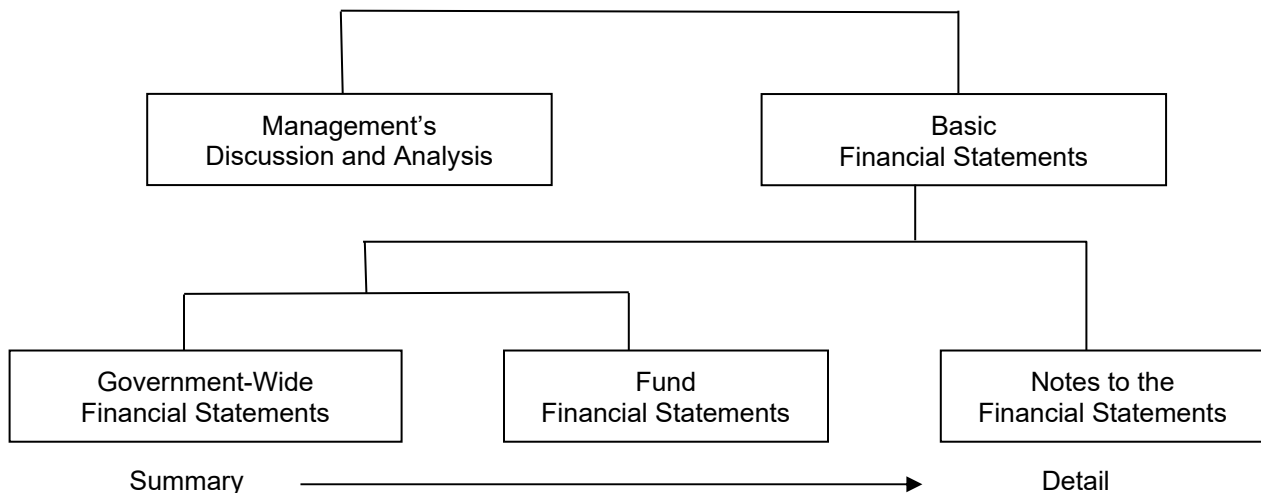 Management’s
Discussion and Analysis
Basic
Financial Statements
Government-Wide
Financial Statements
Fund
Financial Statements
Notes to the
Financial Statements
Summary
Detail